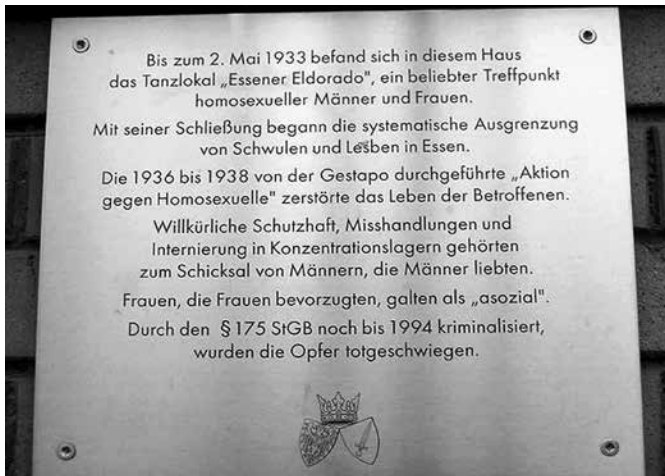 Bis zum 2. Mai 1933 befand sich in diesem Haus
das Tanzlokal „Essener Eldorado", ein beliebter Treffpunkt
homosexueller Männer und Frauen.
Mit seiner Schließung begann die systematische Ausgrenzung
von Schwulen und Lesben in Essen.
Die 1936 bis 1938 von der Gestapo durchgeführte „Aktion
gegen Homosexuelle" zerstörte das Leben der Betroffenen.
Willkürliche Schutzhaft, Misshandlungen und
Internierung in Konzentrationslagern gehörten
zum Schicksal von Männern, die Männer liebten.
Frauen, die Frauen bevorzugten, galten als „asozial".
Durch den § 175 StGB noch bis 1994 kriminalisiert,
wurden die Opfer totgeschwiegen.